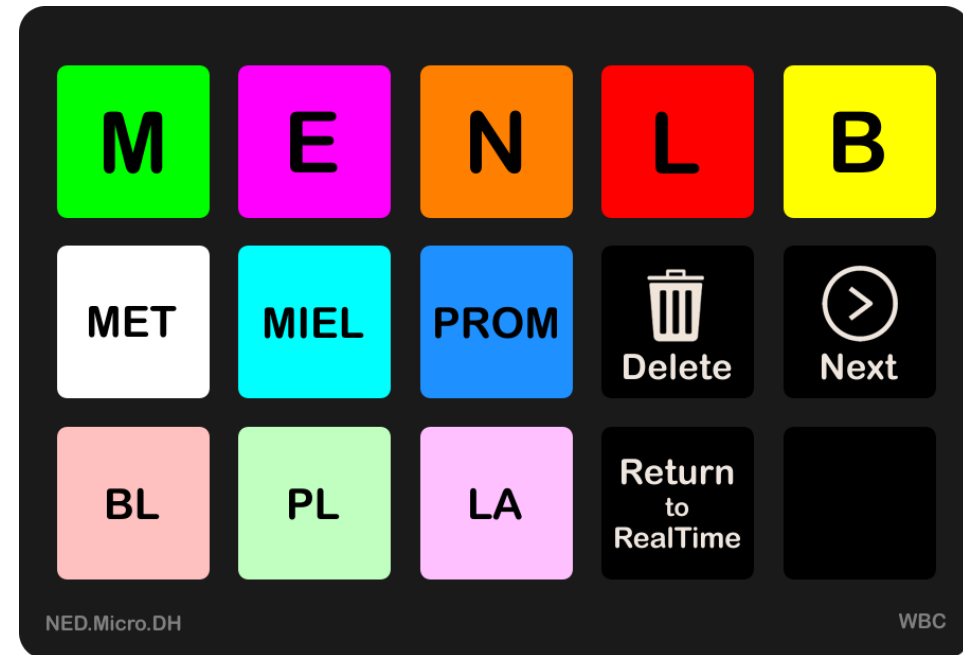 M E N L B
MET MIEL PROM Delete Next
BL PL LA Return
to
RealTime
NED.Micro.DH WBC